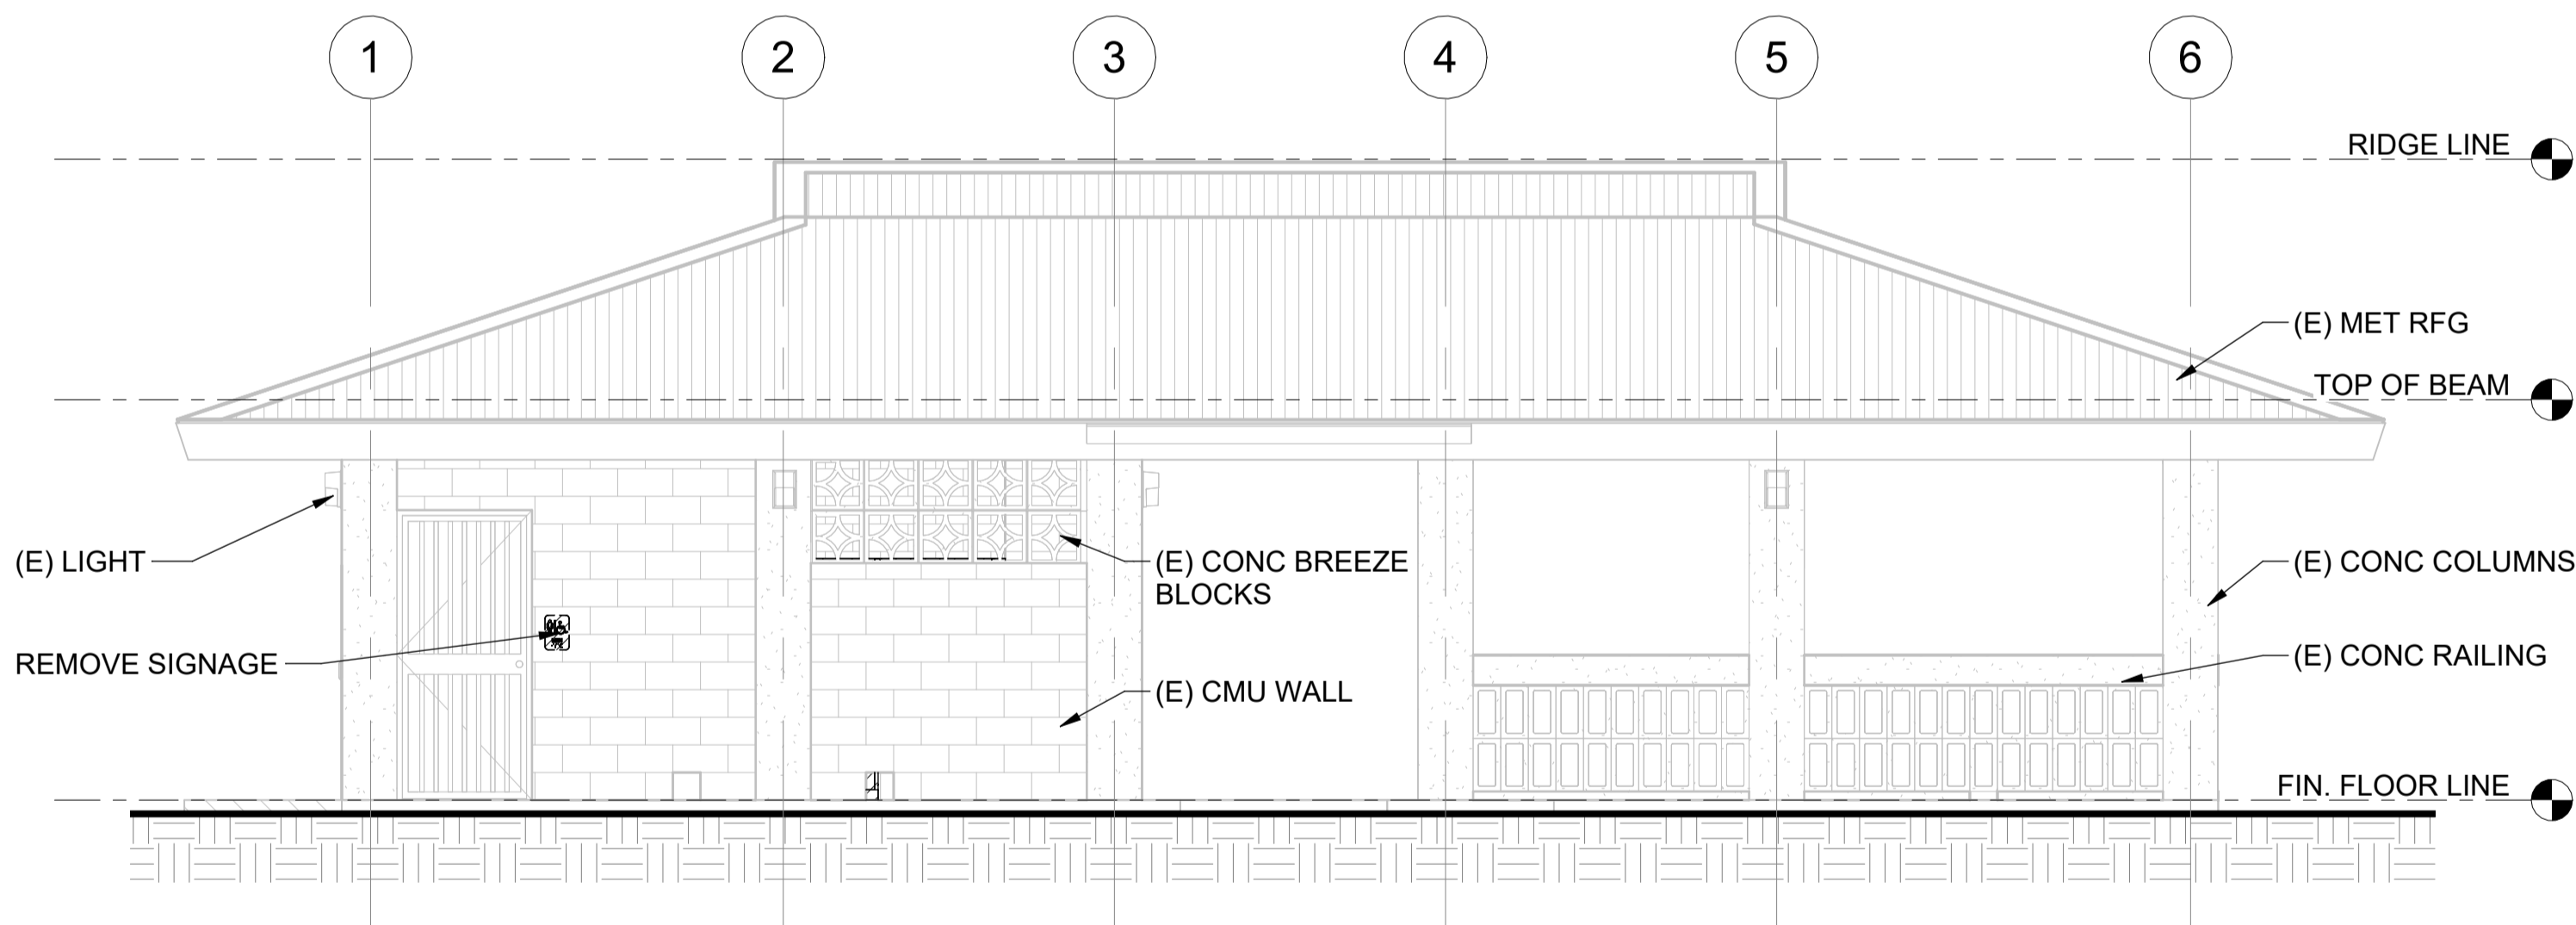 1
2
3
4
5
6
RIDGE LINE
(E) MET RFG
TOP OF BEAM
(E) LIGHT
(E) CONC BREEZE
BLOCKS
(E) CONC COLUMNS
REMOVE SIGNAGE
(E) CONC RAILING
(E) CMU WALL
FIN. FLOOR LINE